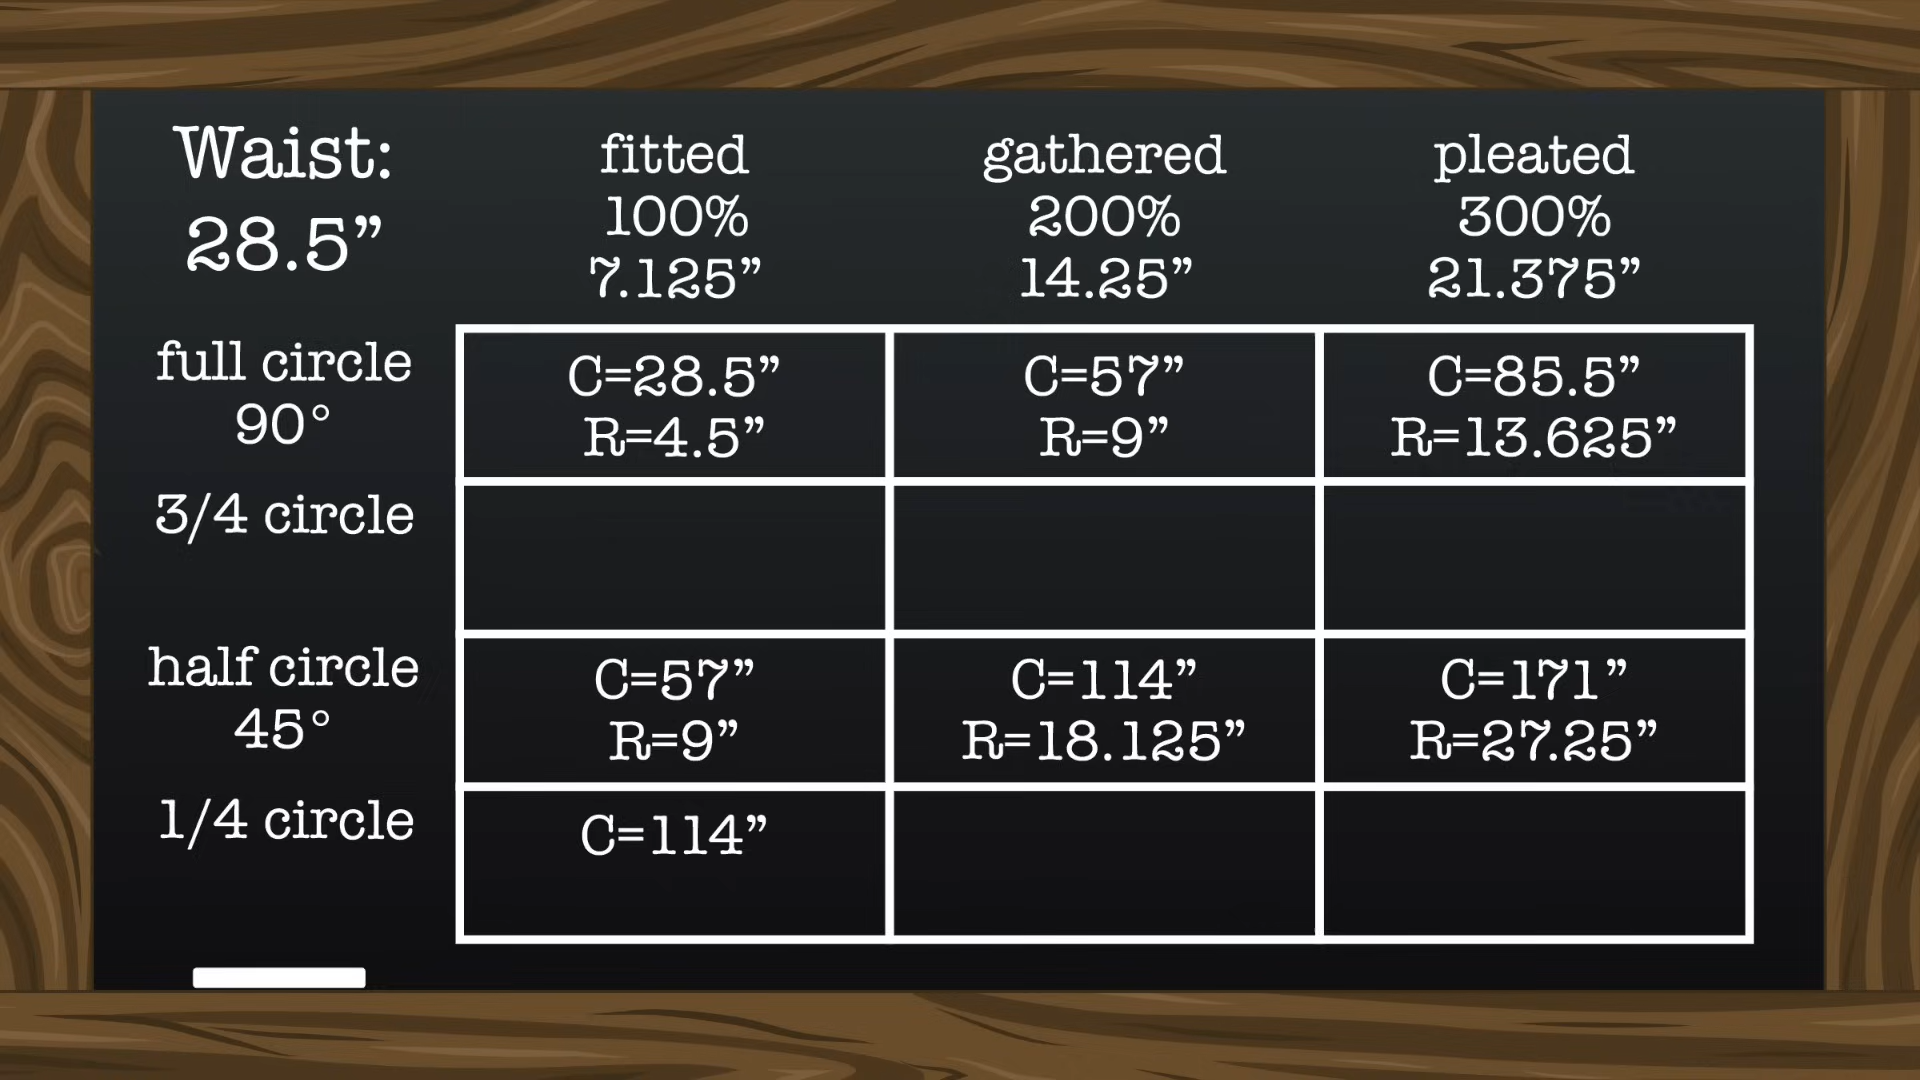 Waist:
28.5”
fitted
100%
7.125”
gathered
200%
14.25”
pleated
300%
21.375”
full circle
90°
C=28.5”
R=4.5”
C=57”
R=9”
C=85.5”
R=13.625”
3/4 circle
half circle
45°
C=57”
R=9”
C=114”
R=18.125”
C=171”
R=27.25”
1/4 circle
C=114”